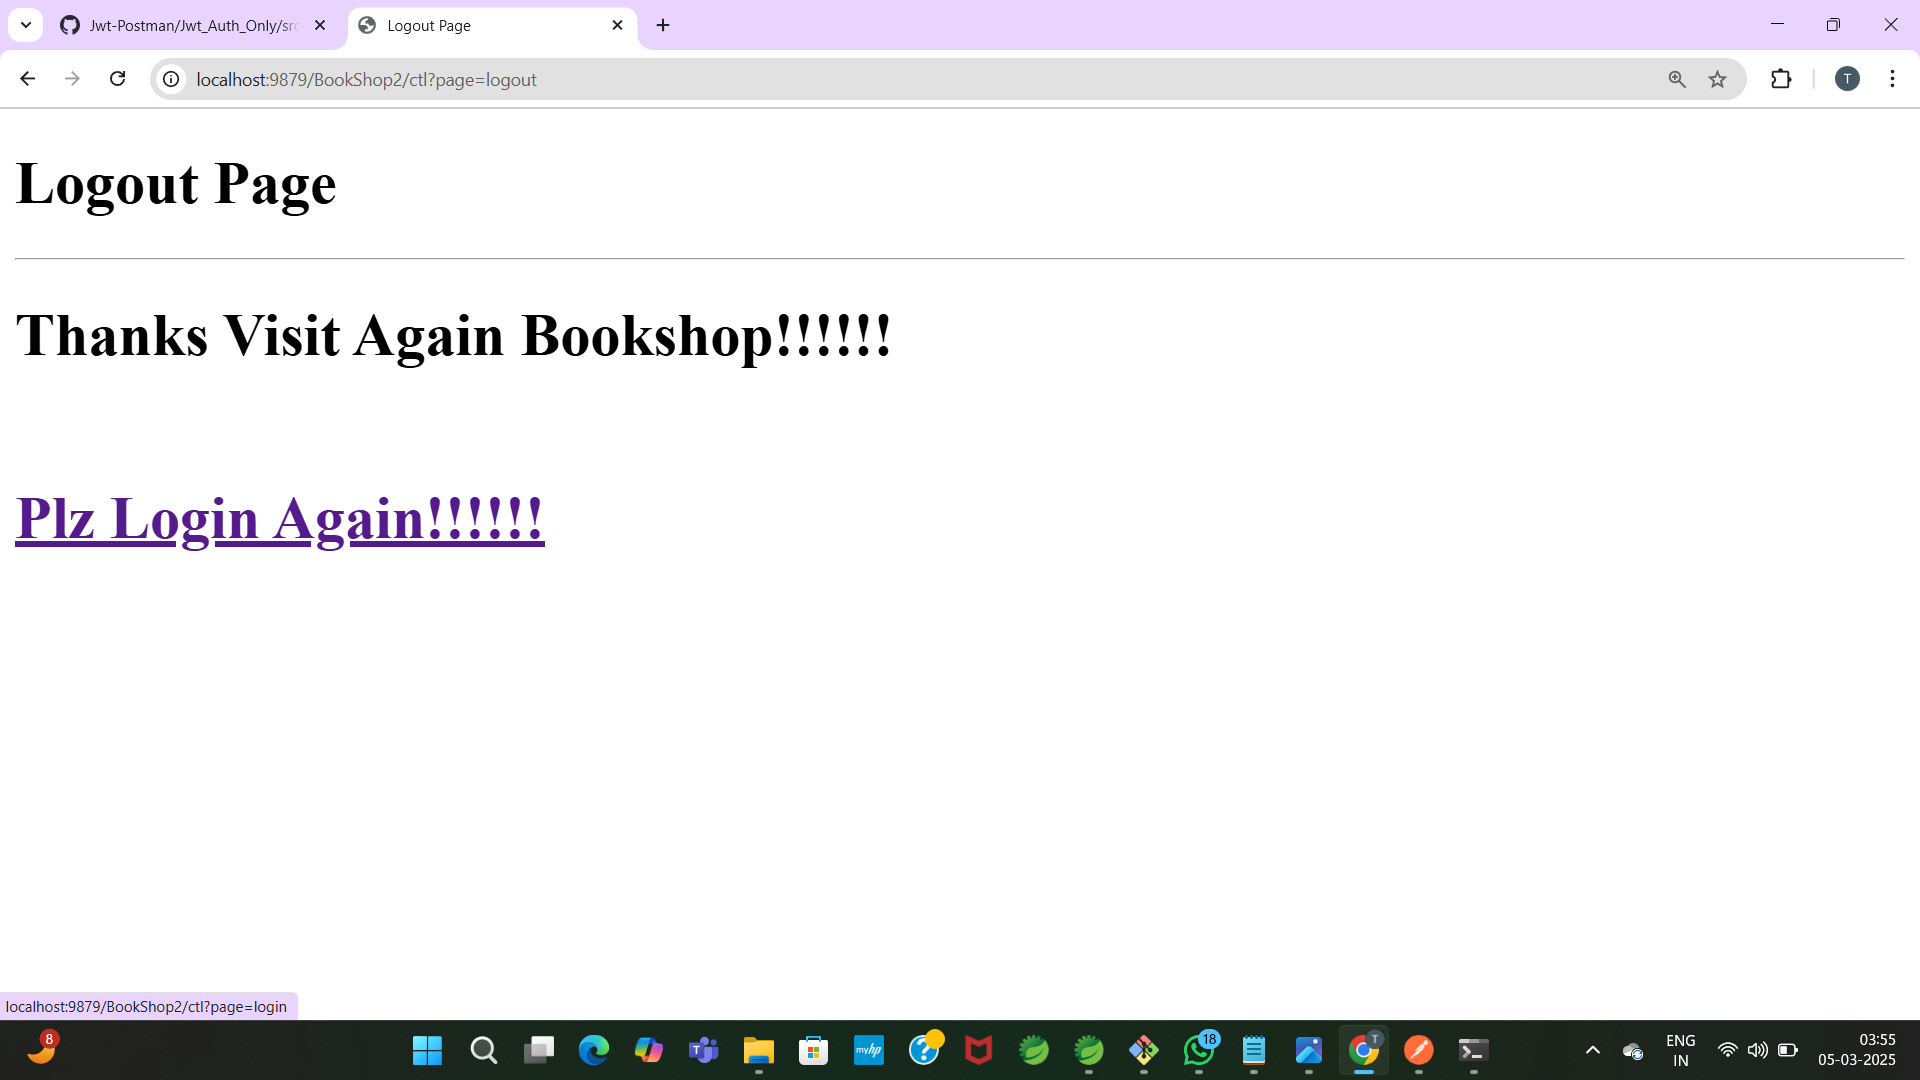 Jwt-Postman/Jwt_Auth_Only/src
Logout Page
localhost:9879/BookShop2/ctl?page=logout
T
Logout Page
Thanks Visit Again Bookshop!!!!!!
Plz Login Again!!!!!!
localhost:9879/BookShop2/ctl?page=login
8
T
myhp
?
18
T
ENG
IN
03:55
05-03-2025